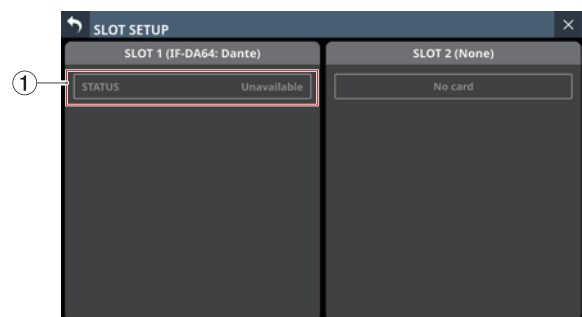 SLOT SETUP
SLOT 1 (IF-DA64: Dante)
SLOT 2 (None)
1
STATUS Unavailable
No card